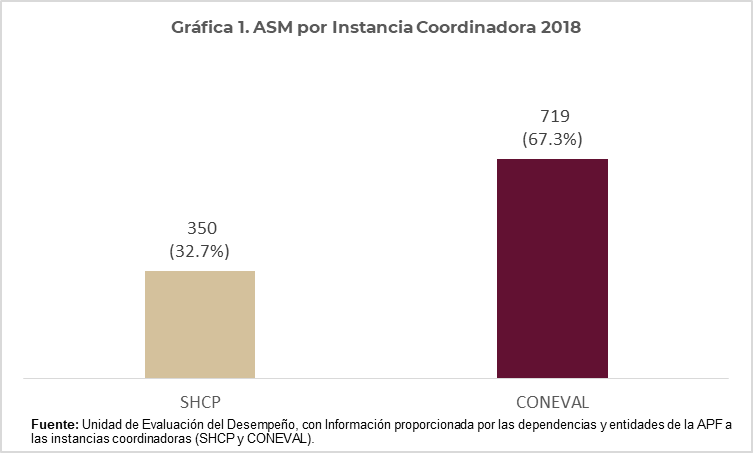 Gráfica 1. ASM por Instancia Coordinadora 2018
719
(67.3%)
350
(32.7%)
SHCP
CONEVAL
Fuente: Unidad de Evaluación del Desempeño, con Información proporcionada por las dependencias y entidades de la APF a
las instancias coordinadoras (SHCP y CONEVAL).